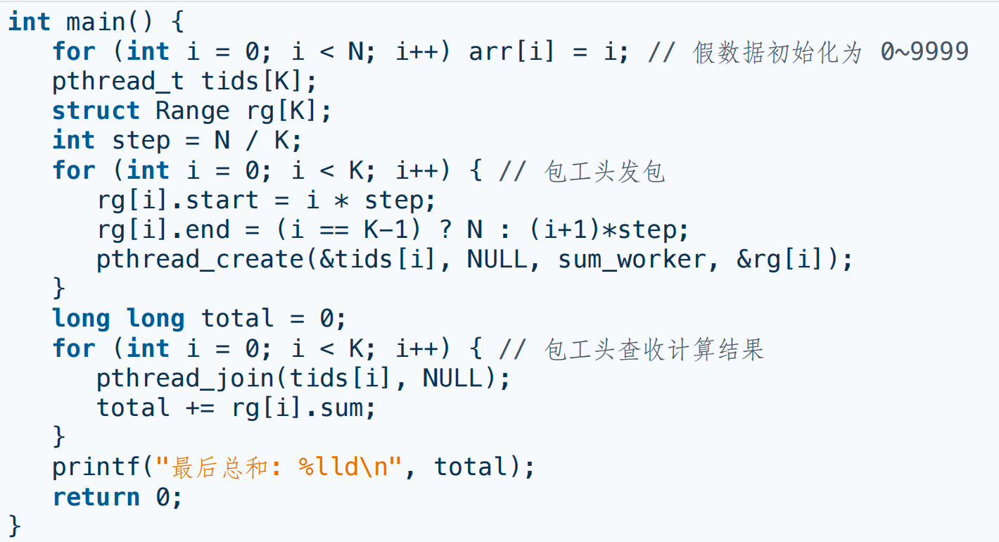 int main() {
   for (int i = 0; i < N; i++) arr[i] = i; // 假数据初始化为 0~9999
   pthread_t tids[K];
   struct Range rg[K];
   int step = N / K;
   for (int i = 0; i < K; i++) { // 包工头发包
      rg[i].start = i * step;
      rg[i].end = (i == K-1) ? N : (i+1)*step;
      pthread_create(&tids[i], NULL, sum_worker, &rg[i]);
   }
   long long total = 0;
   for (int i = 0; i < K; i++) { // 包工头查收计算结果
      pthread_join(tids[i], NULL);
      total += rg[i].sum;
   }
   printf("最后总和: %lld\n", total);
   return 0;
}